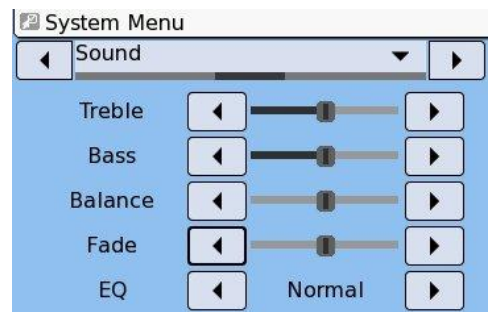 System Menu
Sound
Treble
Bass
Balance
Fade
EQ Normal